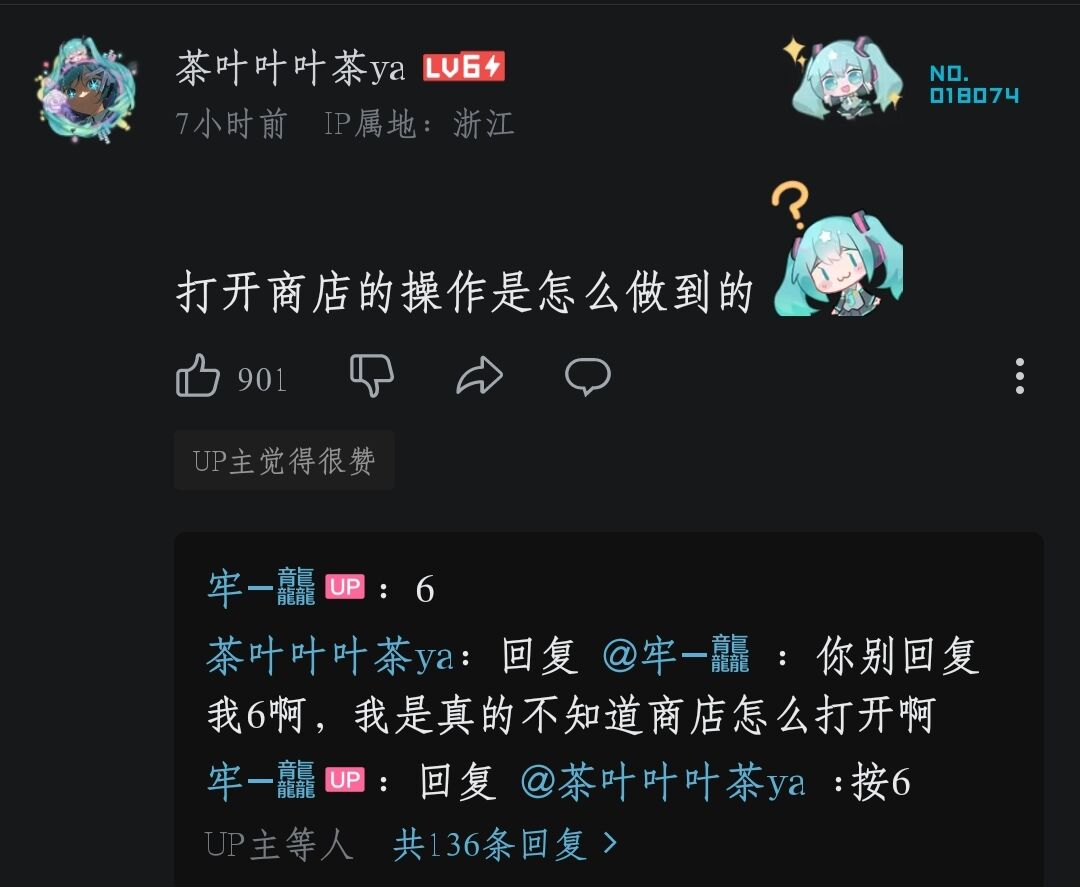 茶叶叶叶茶ya LV6
NO.
018074
7小时前 IP属地：浙江
打开商店的操作是怎么做到的
901
UP主觉得很赞
牢一龘 UP ： 6
茶叶叶叶茶ya：回复 @牢一龘 ：你别回复
我6啊，我是真的不知道商店怎么打开啊
牢一龘 UP ： 回复 @茶叶叶叶茶ya :按6
UP主等人 共136条回复 >